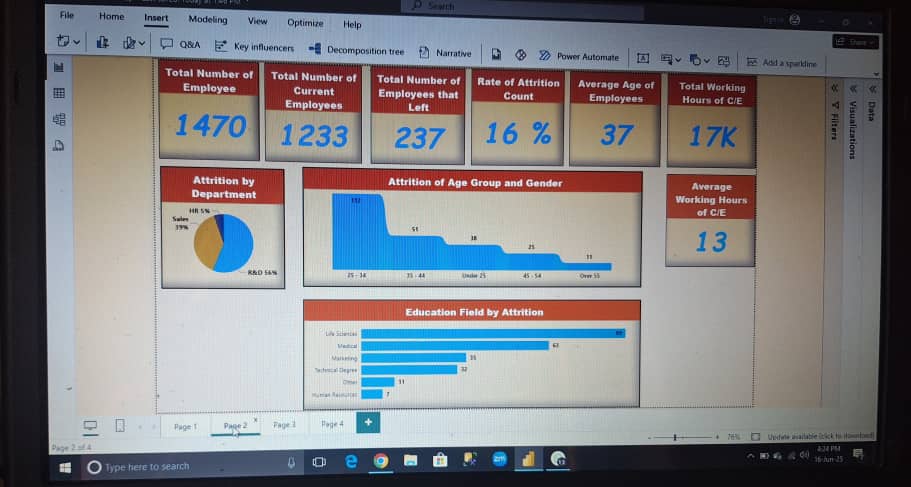 Search
File
Home
Insert
Modeling
View
Optimize
Help
Sign in
Share
Q&A
Key influencers
Decomposition tree
Narrative
Power Automate
Add a sparkline
Total Number of
Employee
1470
Total Number of
Current
Employees
1233
Total Number of
Employees that
Left
237
Rate of Attrition
Count
16 %
Average Age of
Employees
37
Total Working
Hours of C/E
17K
Filters
Visualizations
Data
Attrition by
Department
HR 5%
Sales
39%
R&D 56%
Attrition of Age Group and Gender
112
51
38
25
11
25 - 34
35 - 44
Under 25
45 - 54
Over 55
Average
Working Hours
of C/E
13
Education Field by Attrition
Life Sciences
Medical
63
Marketing
35
Technical Degree
32
Other
11
Human Resources
7
Page 1
Page 2
Page 3
Page 4
Page 2 of 4
76%
Update available (click to download)
Type here to search
zm
4:24 PM
16-Jun-25